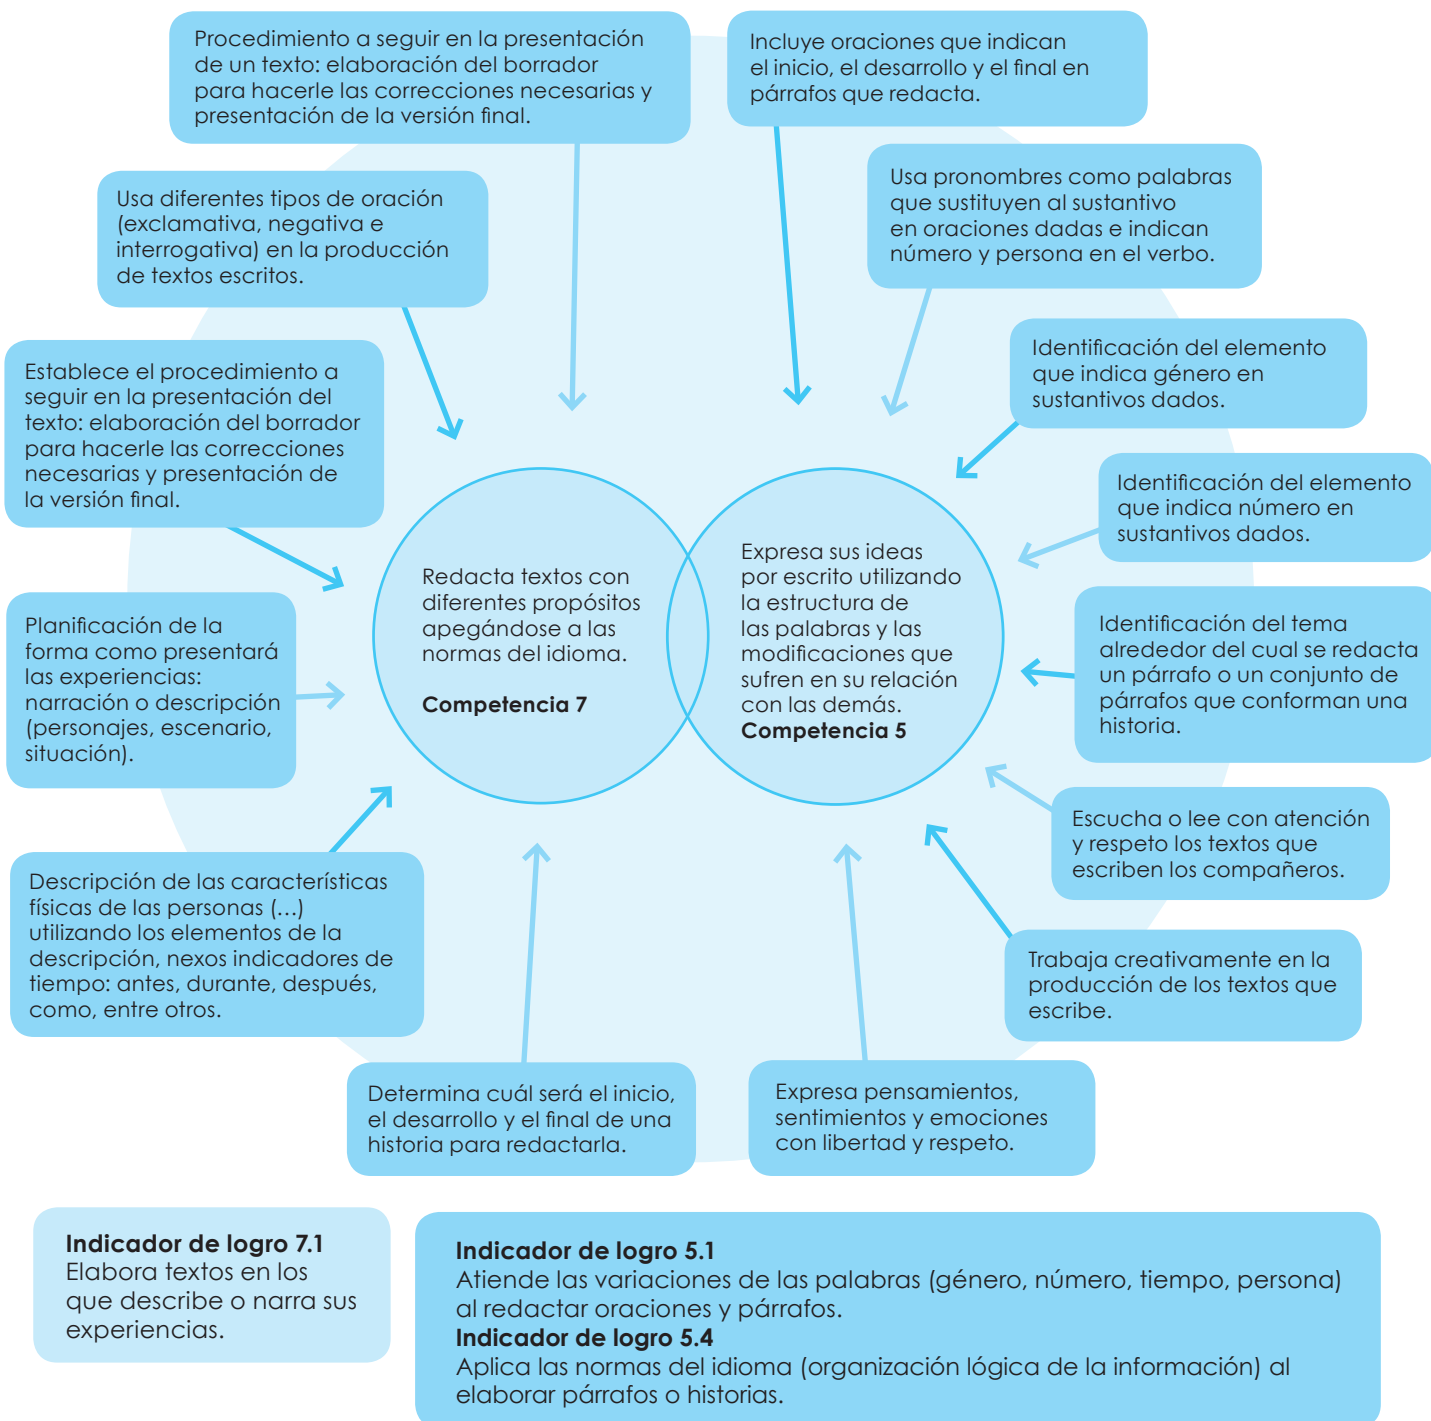 Procedimiento a seguir en la presentación
de un texto: elaboración del borrador
para hacerle las correcciones necesarias y
presentación de la versión final.
Incluye oraciones que indican
el inicio, el desarrollo y el final en
párrafos que redacta.
Usa diferentes tipos de oración
(exclamativa, negativa e
interrogativa) en la producción
de textos escritos.
Usa pronombres como palabras
que sustituyen al sustantivo
en oraciones dadas e indican
número y persona en el verbo.
Establece el procedimiento a
seguir en la presentación del
texto: elaboración del borrador
para hacerle las correcciones
necesarias y presentación de
la versión final.
Identificación del elemento
que indica género en
sustantivos dados.
Identificación del elemento
que indica número en
sustantivos dados.
Redacta textos con
diferentes propósitos
apegándose a las
normas del idioma.
Competencia 7
Expresa sus ideas
por escrito utilizando
la estructura de
las palabras y las
modificaciones que
sufren en su relación
con las demás.
Competencia 5
Planificación de la
forma como presentará
las experiencias:
narración o descripción
(personajes, escenario,
situación).
Identificación del tema
alrededor del cual se redacta
un párrafo o un conjunto de
párrafos que conforman una
historia.
Escucha o lee con atención
y respeto los textos que
escriben los compañeros.
Descripción de las características
físicas de las personas (...)
utilizando los elementos de la
descripción, nexos indicadores de
tiempo: antes, durante, después,
como, entre otros.
Trabaja creativamente en la
producción de los textos que
escribe.
Determina cuál será el inicio,
el desarrollo y el final de una
historia para redactarla.
Expresa pensamientos,
sentimientos y emociones
con libertad y respeto.
Indicador de logro 7.1
Elabora textos en los
que describe o narra sus
experiencias.
Indicador de logro 5.1
Atiende las variaciones de las palabras (género, número, tiempo, persona)
al redactar oraciones y párrafos.
Indicador de logro 5.4
Aplica las normas del idioma (organización lógica de la información) al
elaborar párrafos o historias.